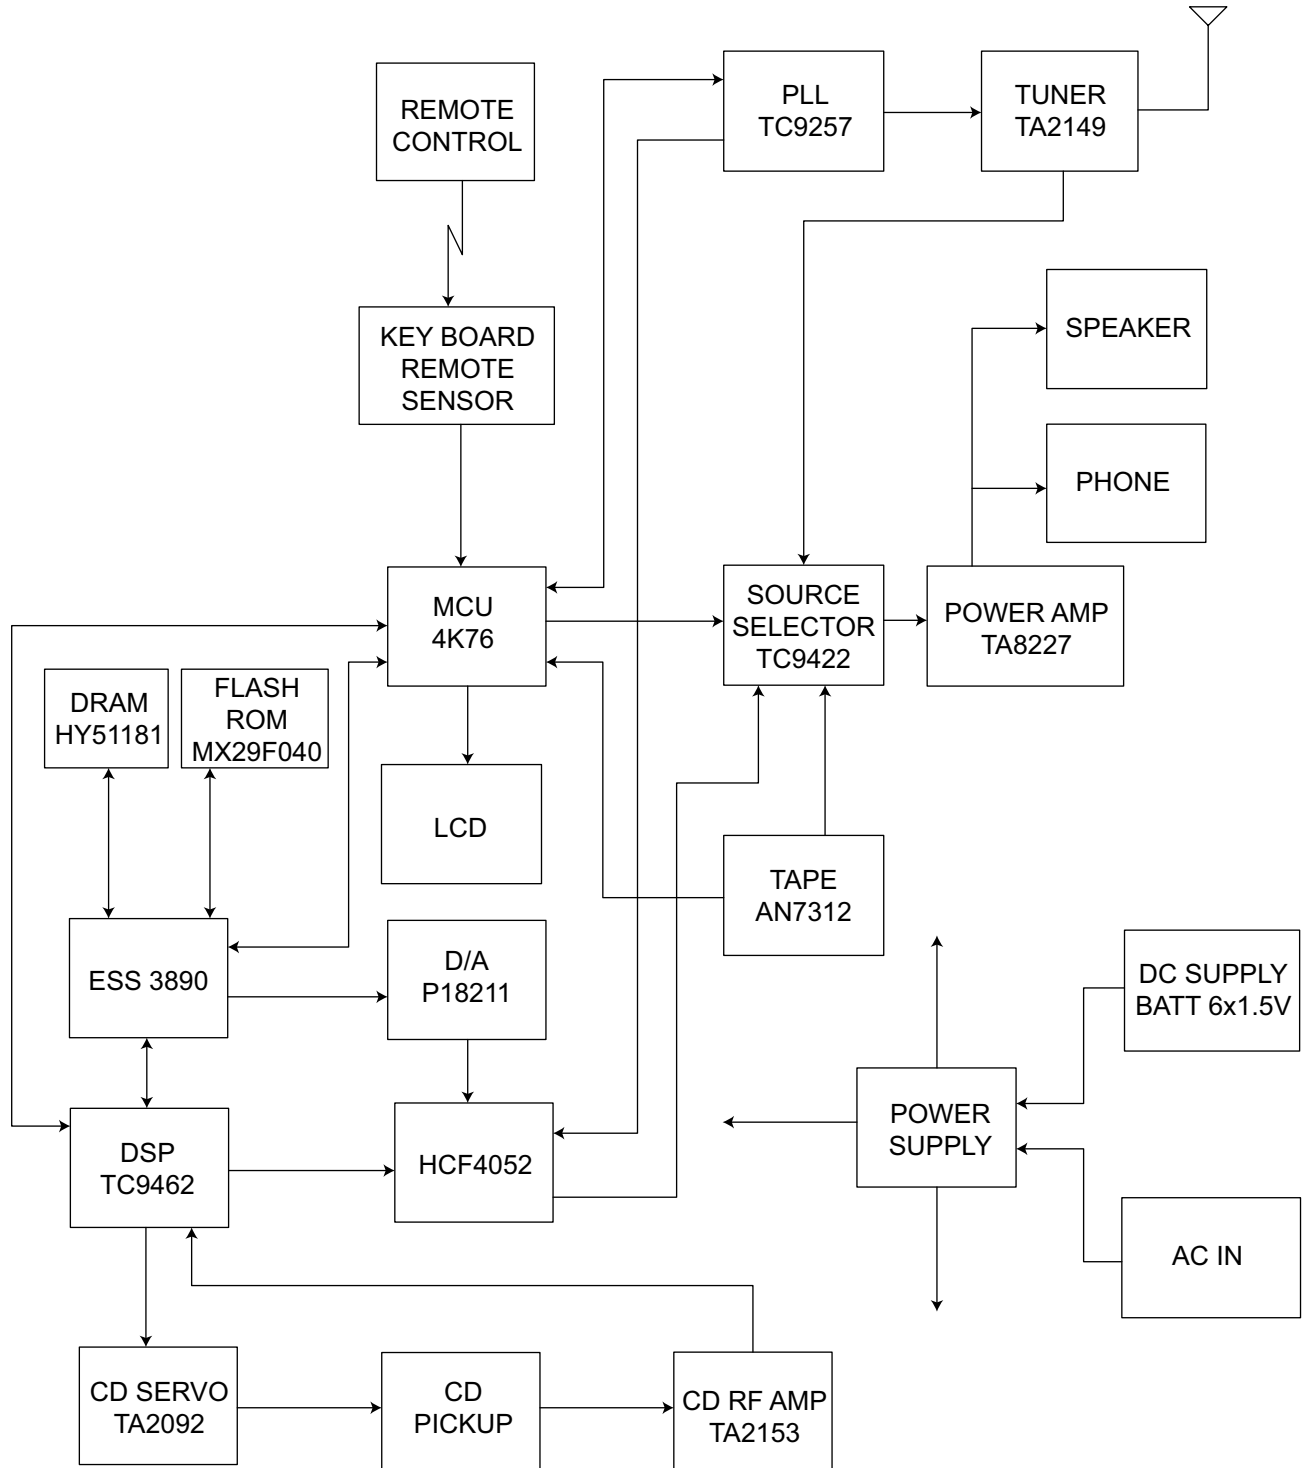 REMOTE
CONTROL
PLL
TC9257
TUNER
TA2149
KEY BOARD
REMOTE
SENSOR
SPEAKER
PHONE
MCU
4K76
SOURCE
SELECTOR
TC9422
POWER AMP
TA8227
DRAM
HY51181
FLASH
ROM
MX29F040
LCD
TAPE
AN7312
ESS 3890
D/A
P18211
DC SUPPLY
BATT 6x1.5V
POWER
SUPPLY
DSP
TC9462
HCF4052
AC IN
CD SERVO
TA2092
CD
PICKUP
CD RF AMP
TA2153